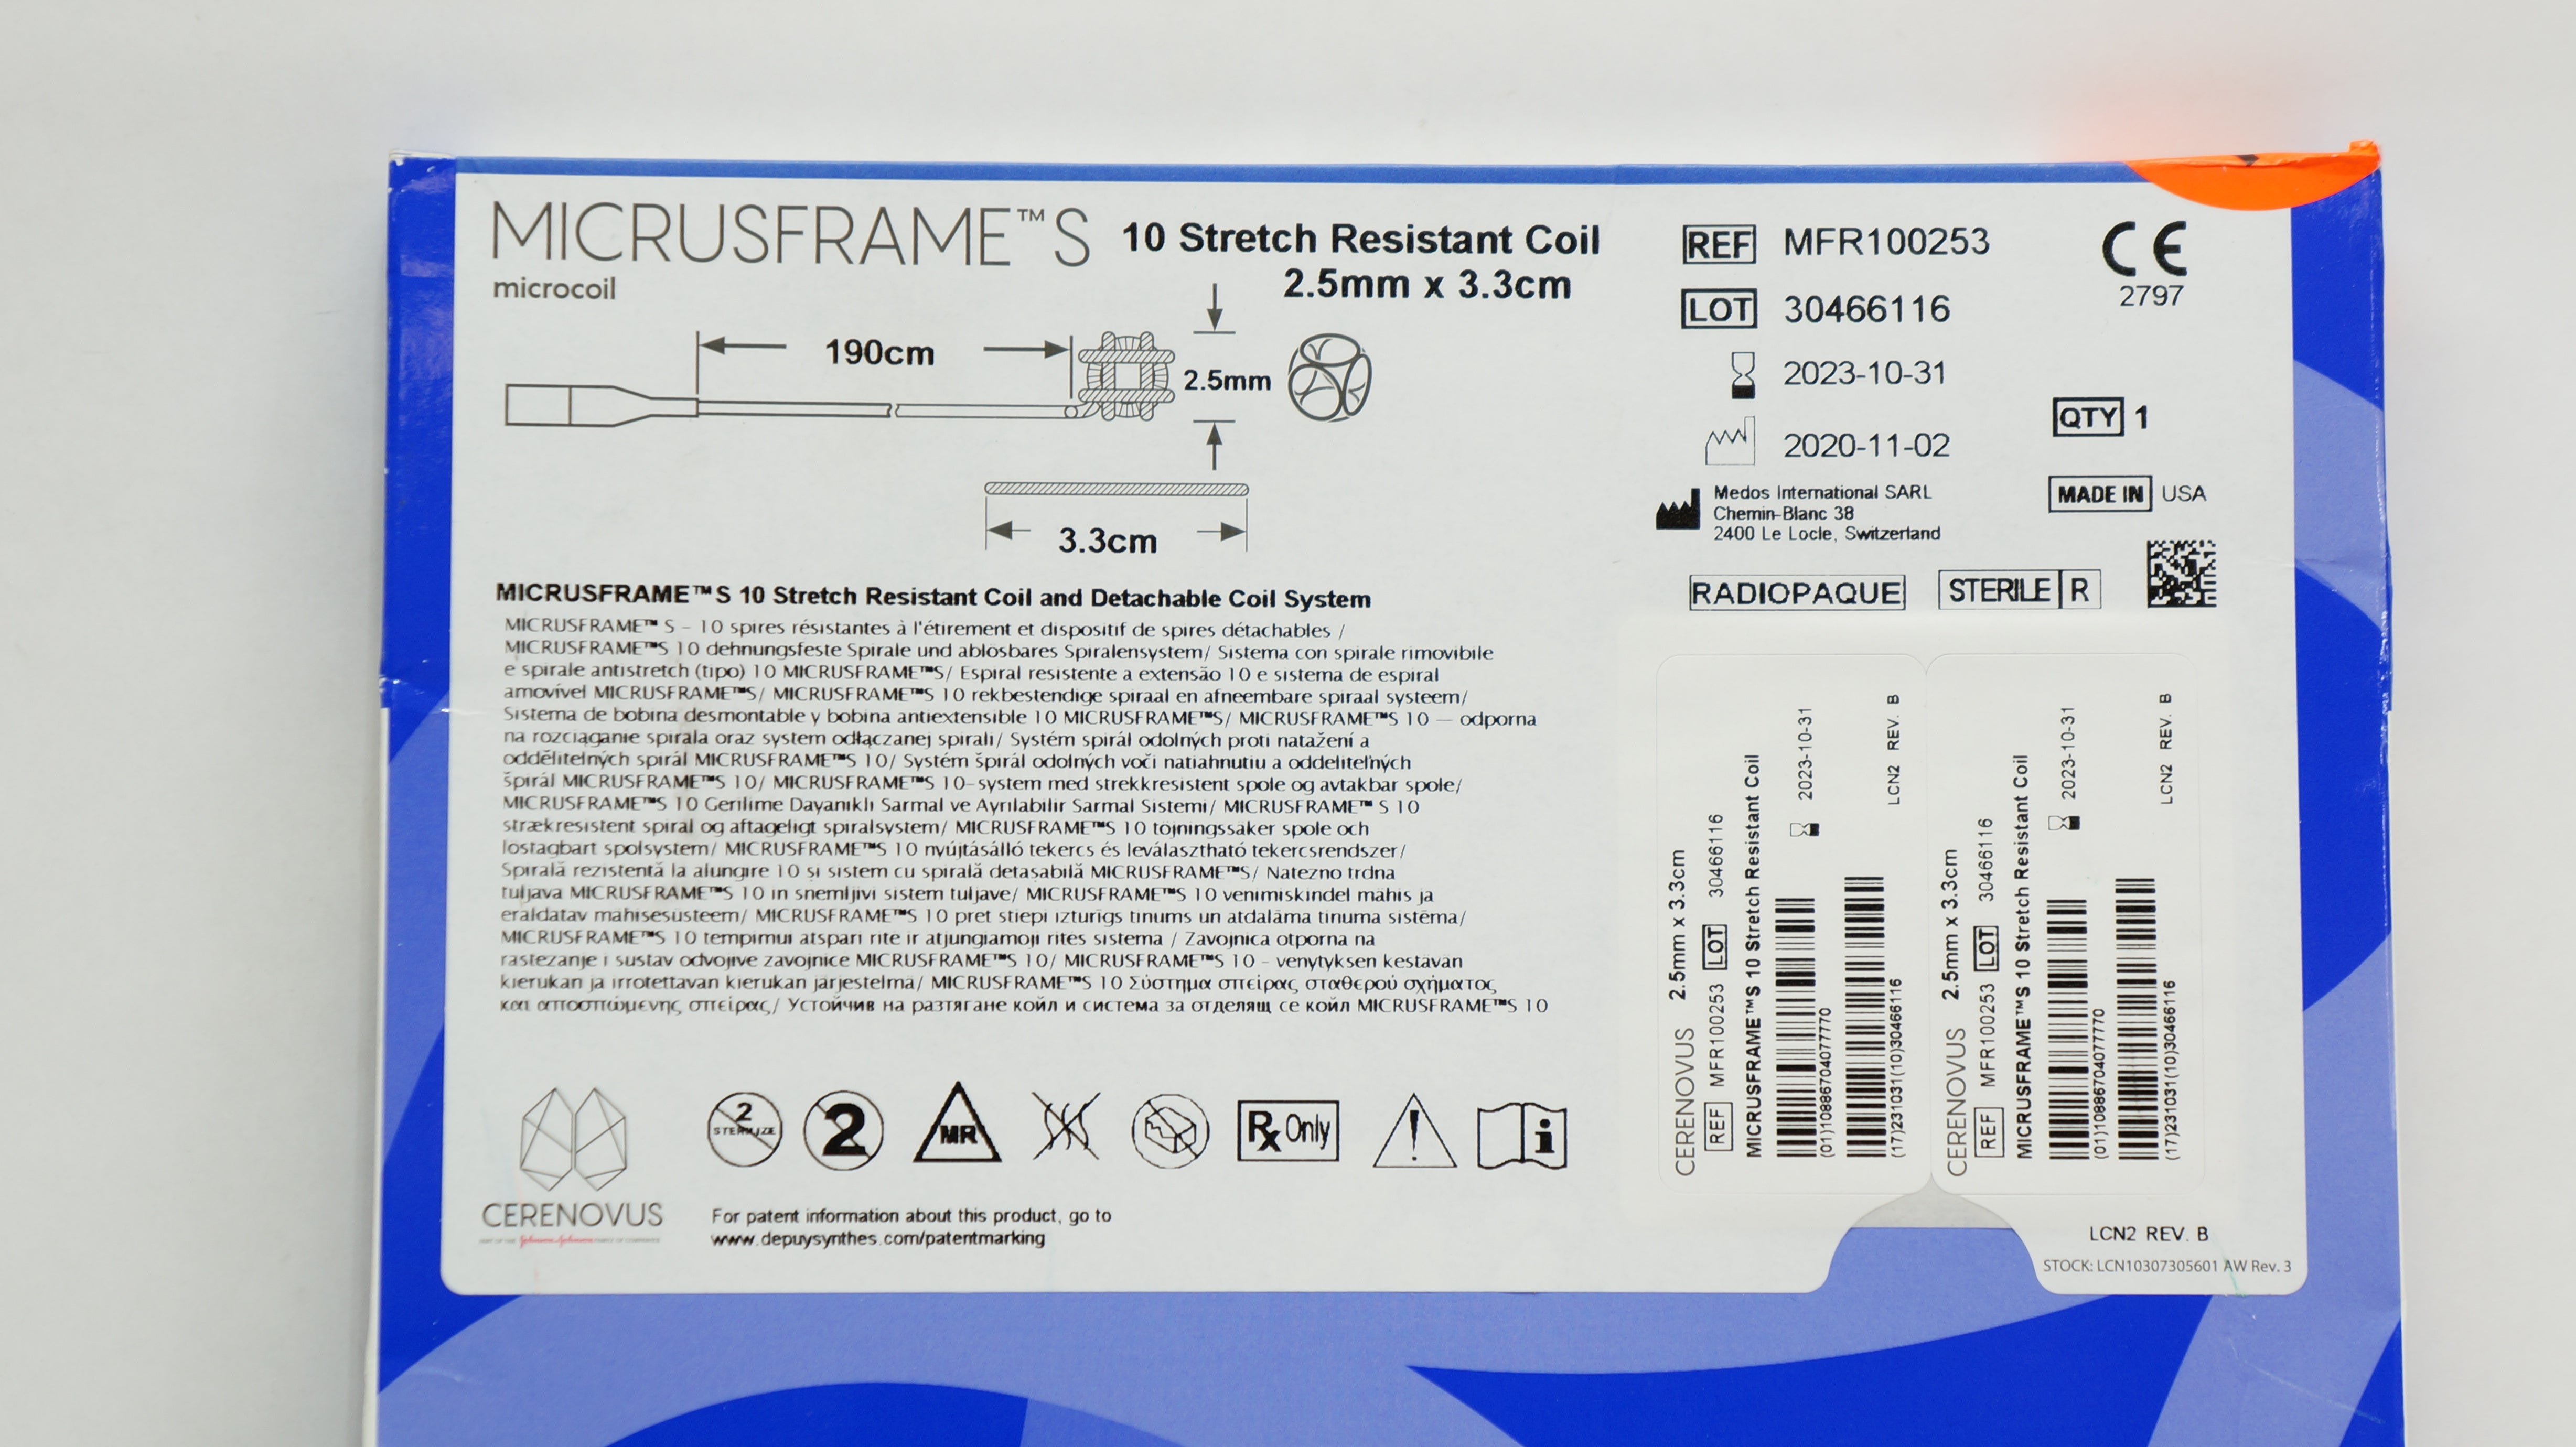 MICRUSFRAME™S
microcoil
10 Stretch Resistant Coil
2.5mm x 3.3cm
190cm
2.5mm
3.3cm
REF MFR100253
LOT 30466116
2023-10-31
2020-11-02
CE
2797
QTY 1
Medos International SARL
Chemin-Blanc 38
2400 Le Locle, Switzerland
MADE IN USA
RADIOPAQUE
STERILE R
MICRUSFRAME™S 10 Stretch Resistant Coil and Detachable Coil System
MICRUSFRAME™ S – 10 spires résistantes à l'étirement et dispositif de spires détachables /
MICRUSFRAME™S 10 dehnungsfeste Spirale und ablosbares Spiralensystem/ Sistema con spirale rimovibile
e spirale antistretch (tipo) 10 MICRUSFRAME™S/ Espiral resistente a extensão 10 e sistema de espiral
amovível MICRUSFRAME™S/ MICRUSFRAME™S 10 rekbestendige spiraal en afneembare spiraal systeem/
Sistema de bobina desmontable y bobina antiextensible 10 MICRUSFRAME™S/ MICRUSFRAME™S 10 — odporna
na rozciąganie spirala oraz system odłączanej spirali/ Systém spirál odolných proti natažení a
oddělitelných spirál MICRUSFRAME™S 10/ Systém špirál odolných voči natiahnutiu a oddeliteľných
špirál MICRUSFRAME™S 10/ MICRUSFRAME™S 10-system med strekkresistent spole og avtakbar spole/
MICRUSFRAME™S 10 Gerilime Dayanıklı Sarmal ve Ayrılabilir Sarmal Sistemi/ MICRUSFRAME™ S 10
strækresistent spiral og aftageligt spiralsystem/ MICRUSFRAME™S 10 töjningssäker spole och
lostagbart spolsystem/ MICRUSFRAME™S 10 nyújtásálló tekercs és leválasztható tekercsrendszer/
Spirală rezistentă la alungire 10 și sistem cu spirală detașabilă MICRUSFRAME™S/ Natezno trdna
tuljava MICRUSFRAME™S 10 in snemljivi sistem tuljave/ MICRUSFRAME™S 10 venimiskindel mähis ja
eraldatav mähisesüsteem/ MICRUSFRAME™S 10 pret stiepi izturīgs tinums un atdalāma tinuma sistēma/
MICRUSFRAME™S 10 tempimui atspari ritė ir atjungiamoji ritės sistema / Zavojnica otporna na
rastezanje i sustav odvojive zavojnice MICRUSFRAME™S 10/ MICRUSFRAME™S 10 - venytyksen kestävän
kierukan ja irrotettavan kierukan järjestelmä/ MICRUSFRAME™S 10 Σύστημα σπείρας σταθερού σχήματος
και αποσπώμενης σπείρας/ Устойчив на разтягане койл и система за отделящ се койл MICRUSFRAME™S 10
2 STERILIZE
2
MR
Rx Only
i
CERENOVUS
For patent information about this product, go to
www.depuysynthes.com/patentmarking
CERENOVUS 2.5mm x 3.3cm
REF MFR100253 LOT 30466116
MICRUSFRAME™S 10 Stretch Resistant Coil
2023-10-31
(01)10886704077770
(17)231031(10)30466116
LCN2 REV. B
CERENOVUS 2.5mm x 3.3cm
REF MFR100253 LOT 30466116
MICRUSFRAME™S 10 Stretch Resistant Coil
2023-10-31
(01)10886704077770
(17)231031(10)30466116
LCN2 REV. B
LCN2 REV. B
STOCK: LCN10307305601 AW Rev. 3